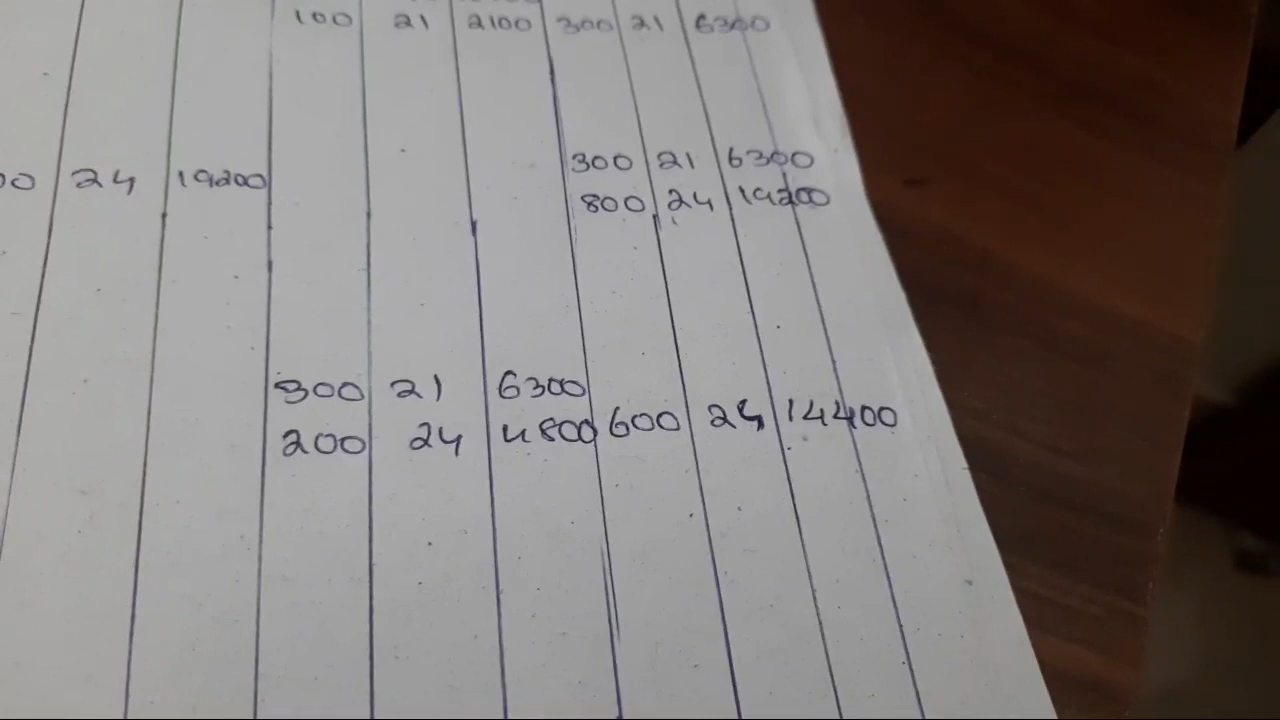 100 21 2100 300 21 6300
300 21 6300
24 19200 800 24 19200
300 21 6300
200 24 4800 600 24 14400